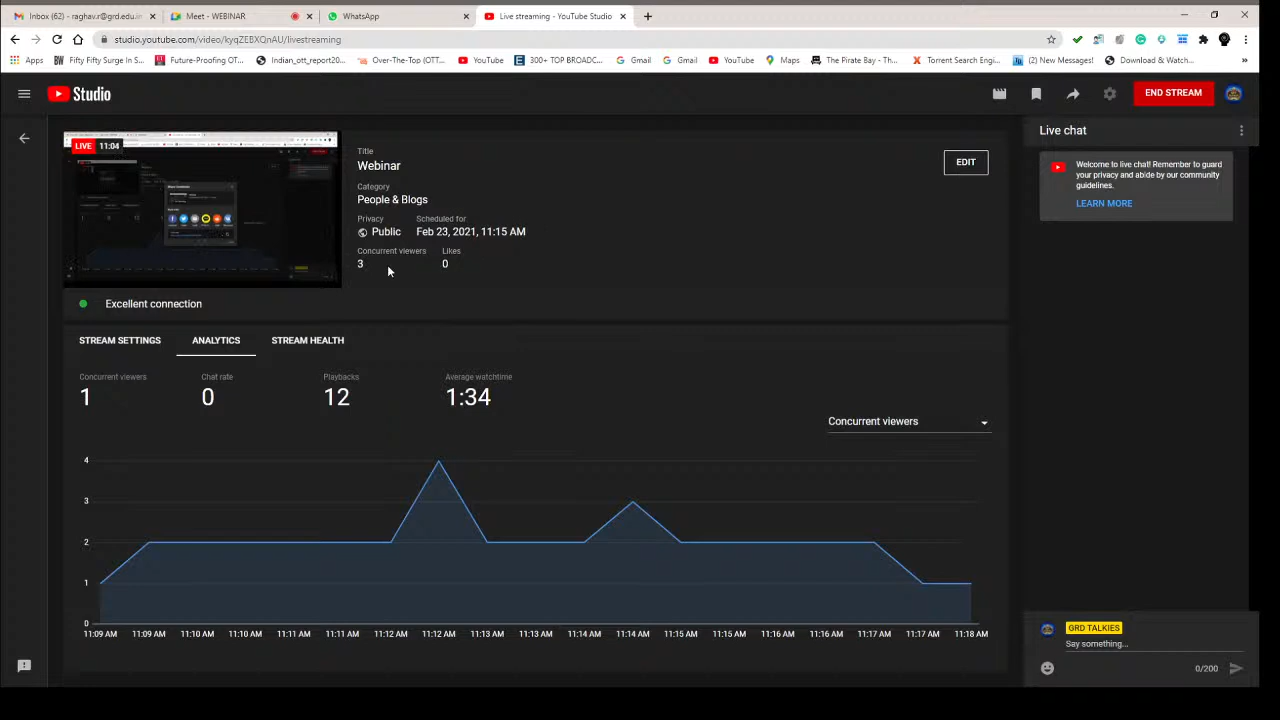 Inbox (62) - raghav.r@grd.edu.in
Meet - WEBINAR
WhatsApp
Live streaming - YouTube Studio
studio.youtube.com/video/kyqZEBXQnAU/livestreaming
Apps
Fifty Fifty Surge In S...
Future-Proofing OT...
Indian_ott_report20...
Over-The-Top (OTT...
YouTube
300+ TOP BROADC...
Gmail
Gmail
YouTube
Maps
The Pirate Bay - Th...
Torrent Search Engi...
(2) New Messages!
Download & Watch...
Studio
END STREAM
LIVE 11:04
Title
Webinar
EDIT
Category
People & Blogs
Privacy Scheduled for
Public Feb 23, 2021, 11:15 AM
Concurrent viewers Likes
3 0
Excellent connection
STREAM SETTINGS ANALYTICS STREAM HEALTH
Concurrent viewers Chat rate Playbacks Average watchtime
1 0 12 1:34
Concurrent viewers
4
3
2
1
0
11:09 AM 11:09 AM 11:10 AM 11:10 AM 11:11 AM 11:11 AM 11:12 AM 11:12 AM 11:13 AM 11:13 AM 11:14 AM 11:14 AM 11:15 AM 11:15 AM 11:16 AM 11:16 AM 11:17 AM 11:17 AM 11:18 AM
Live chat
Welcome to live chat! Remember to guard
your privacy and abide by our community
guidelines.
LEARN MORE
GRD TALKIES
Say something...
0/200